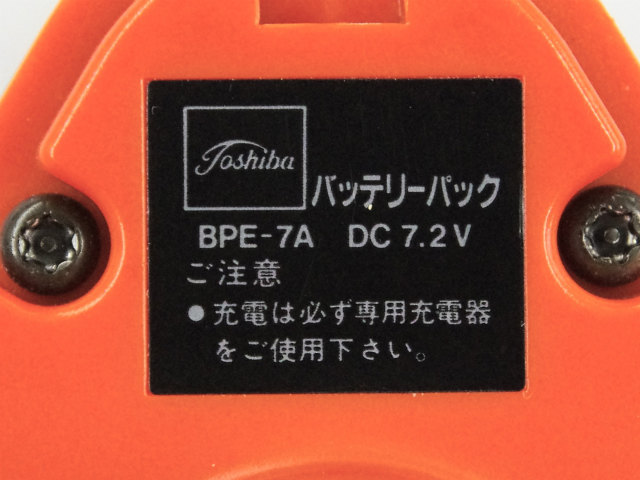 Toshiba
バッテリーパック
BPE-7A DC 7.2V
ご注意
●充電は必ず専用充電器
をご使用下さい。